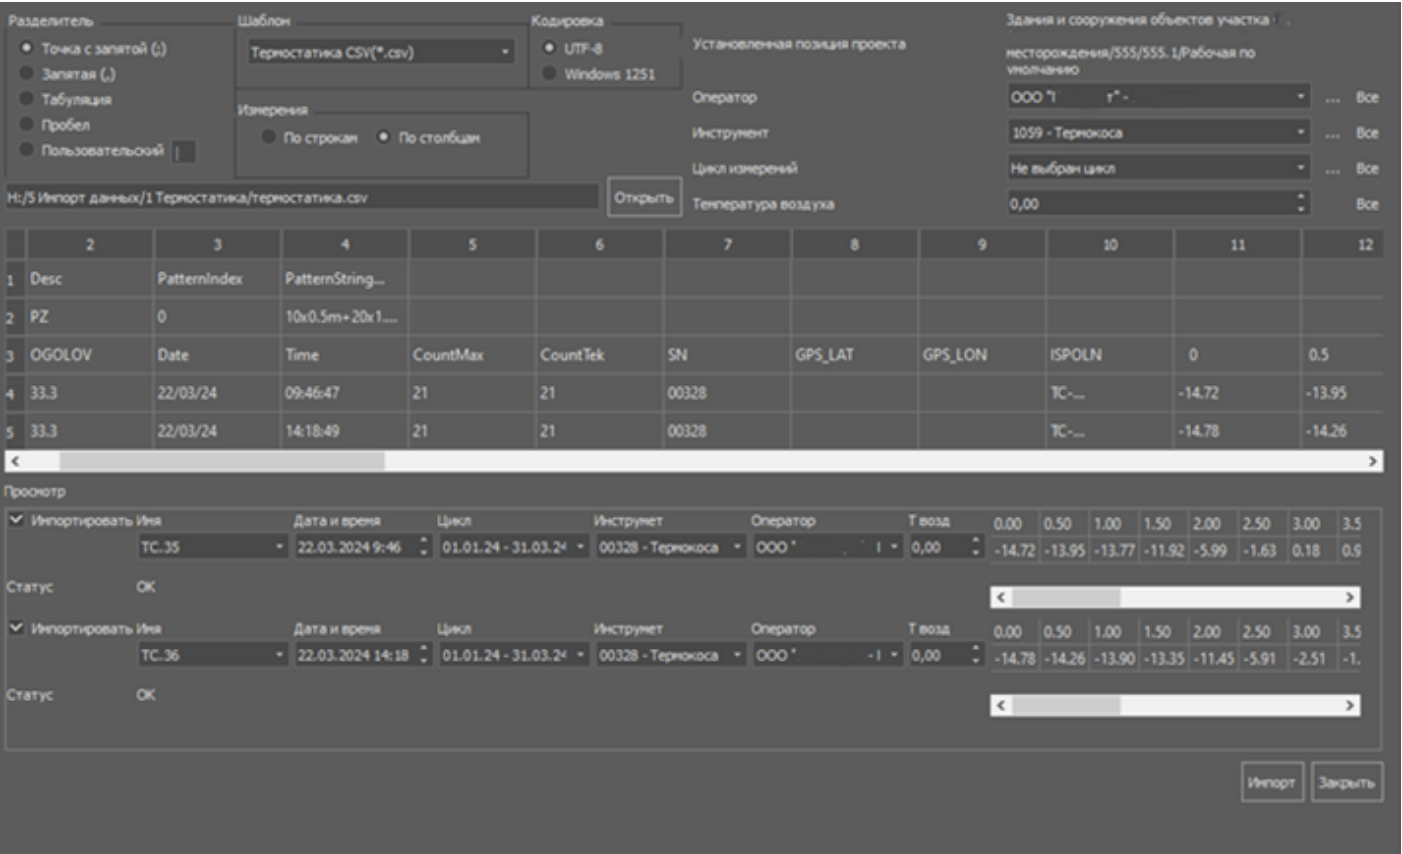 Разделитель
Точка с запятой (;)
Запятая (,)
Табуляция
Пробел
Пользовательский
Шаблон
Термостатика CSV(*.csv)
Измерения
По строкам По столбцам
Кодировка
UTF-8
Windows 1251
H:/5 Импорт данных/1 Термостатика/термостатика.csv Открыть
Установленная позиция проекта
Здания и сооружения объектов участка
месторождения/555/555.1/Рабочая по
умолчанию
Оператор ООО " т" - ... Все
Инструмент 1059 - Термокоса ... Все
Цикл измерений Не выбран цикл ... Все
Температура воздуха 0,00 Все
2 3 4 5 6 7 8 9 10 11 12
1 Desc PatternIndex PatternString...
2 PZ 0 10x0.5m+20x1....
3 OGOLOV Date Time CountMax CountTek SN GPS_LAT GPS_LON ISPOLN 0 0.5
4 33.3 22/03/24 09:46:47 21 21 00328 TC-... -14.72 -13.95
5 33.3 22/03/24 14:18:49 21 21 00328 TC-... -14.78 -14.26
Просмотр
Импортировать Имя Дата и время Цикл Инструмет Оператор Т возд 0.00 0.50 1.00 1.50 2.00 2.50 3.00 3.5
ТС.35 22.03.2024 9:46 01.01.24 - 31.03.24 00328 - Термокоса ООО " 0,00 -14.72 -13.95 -13.77 -11.92 -5.99 -1.63 0.18 0.9
Статус ОК
Импортировать Имя Дата и время Цикл Инструмет Оператор Т возд 0.00 0.50 1.00 1.50 2.00 2.50 3.00 3.5
ТС.36 22.03.2024 14:18 01.01.24 - 31.03.24 00328 - Термокоса ООО " 0,00 -14.78 -14.26 -13.90 -13.35 -11.45 -5.91 -2.51 -1.
Статус ОК
Импорт Закрыть